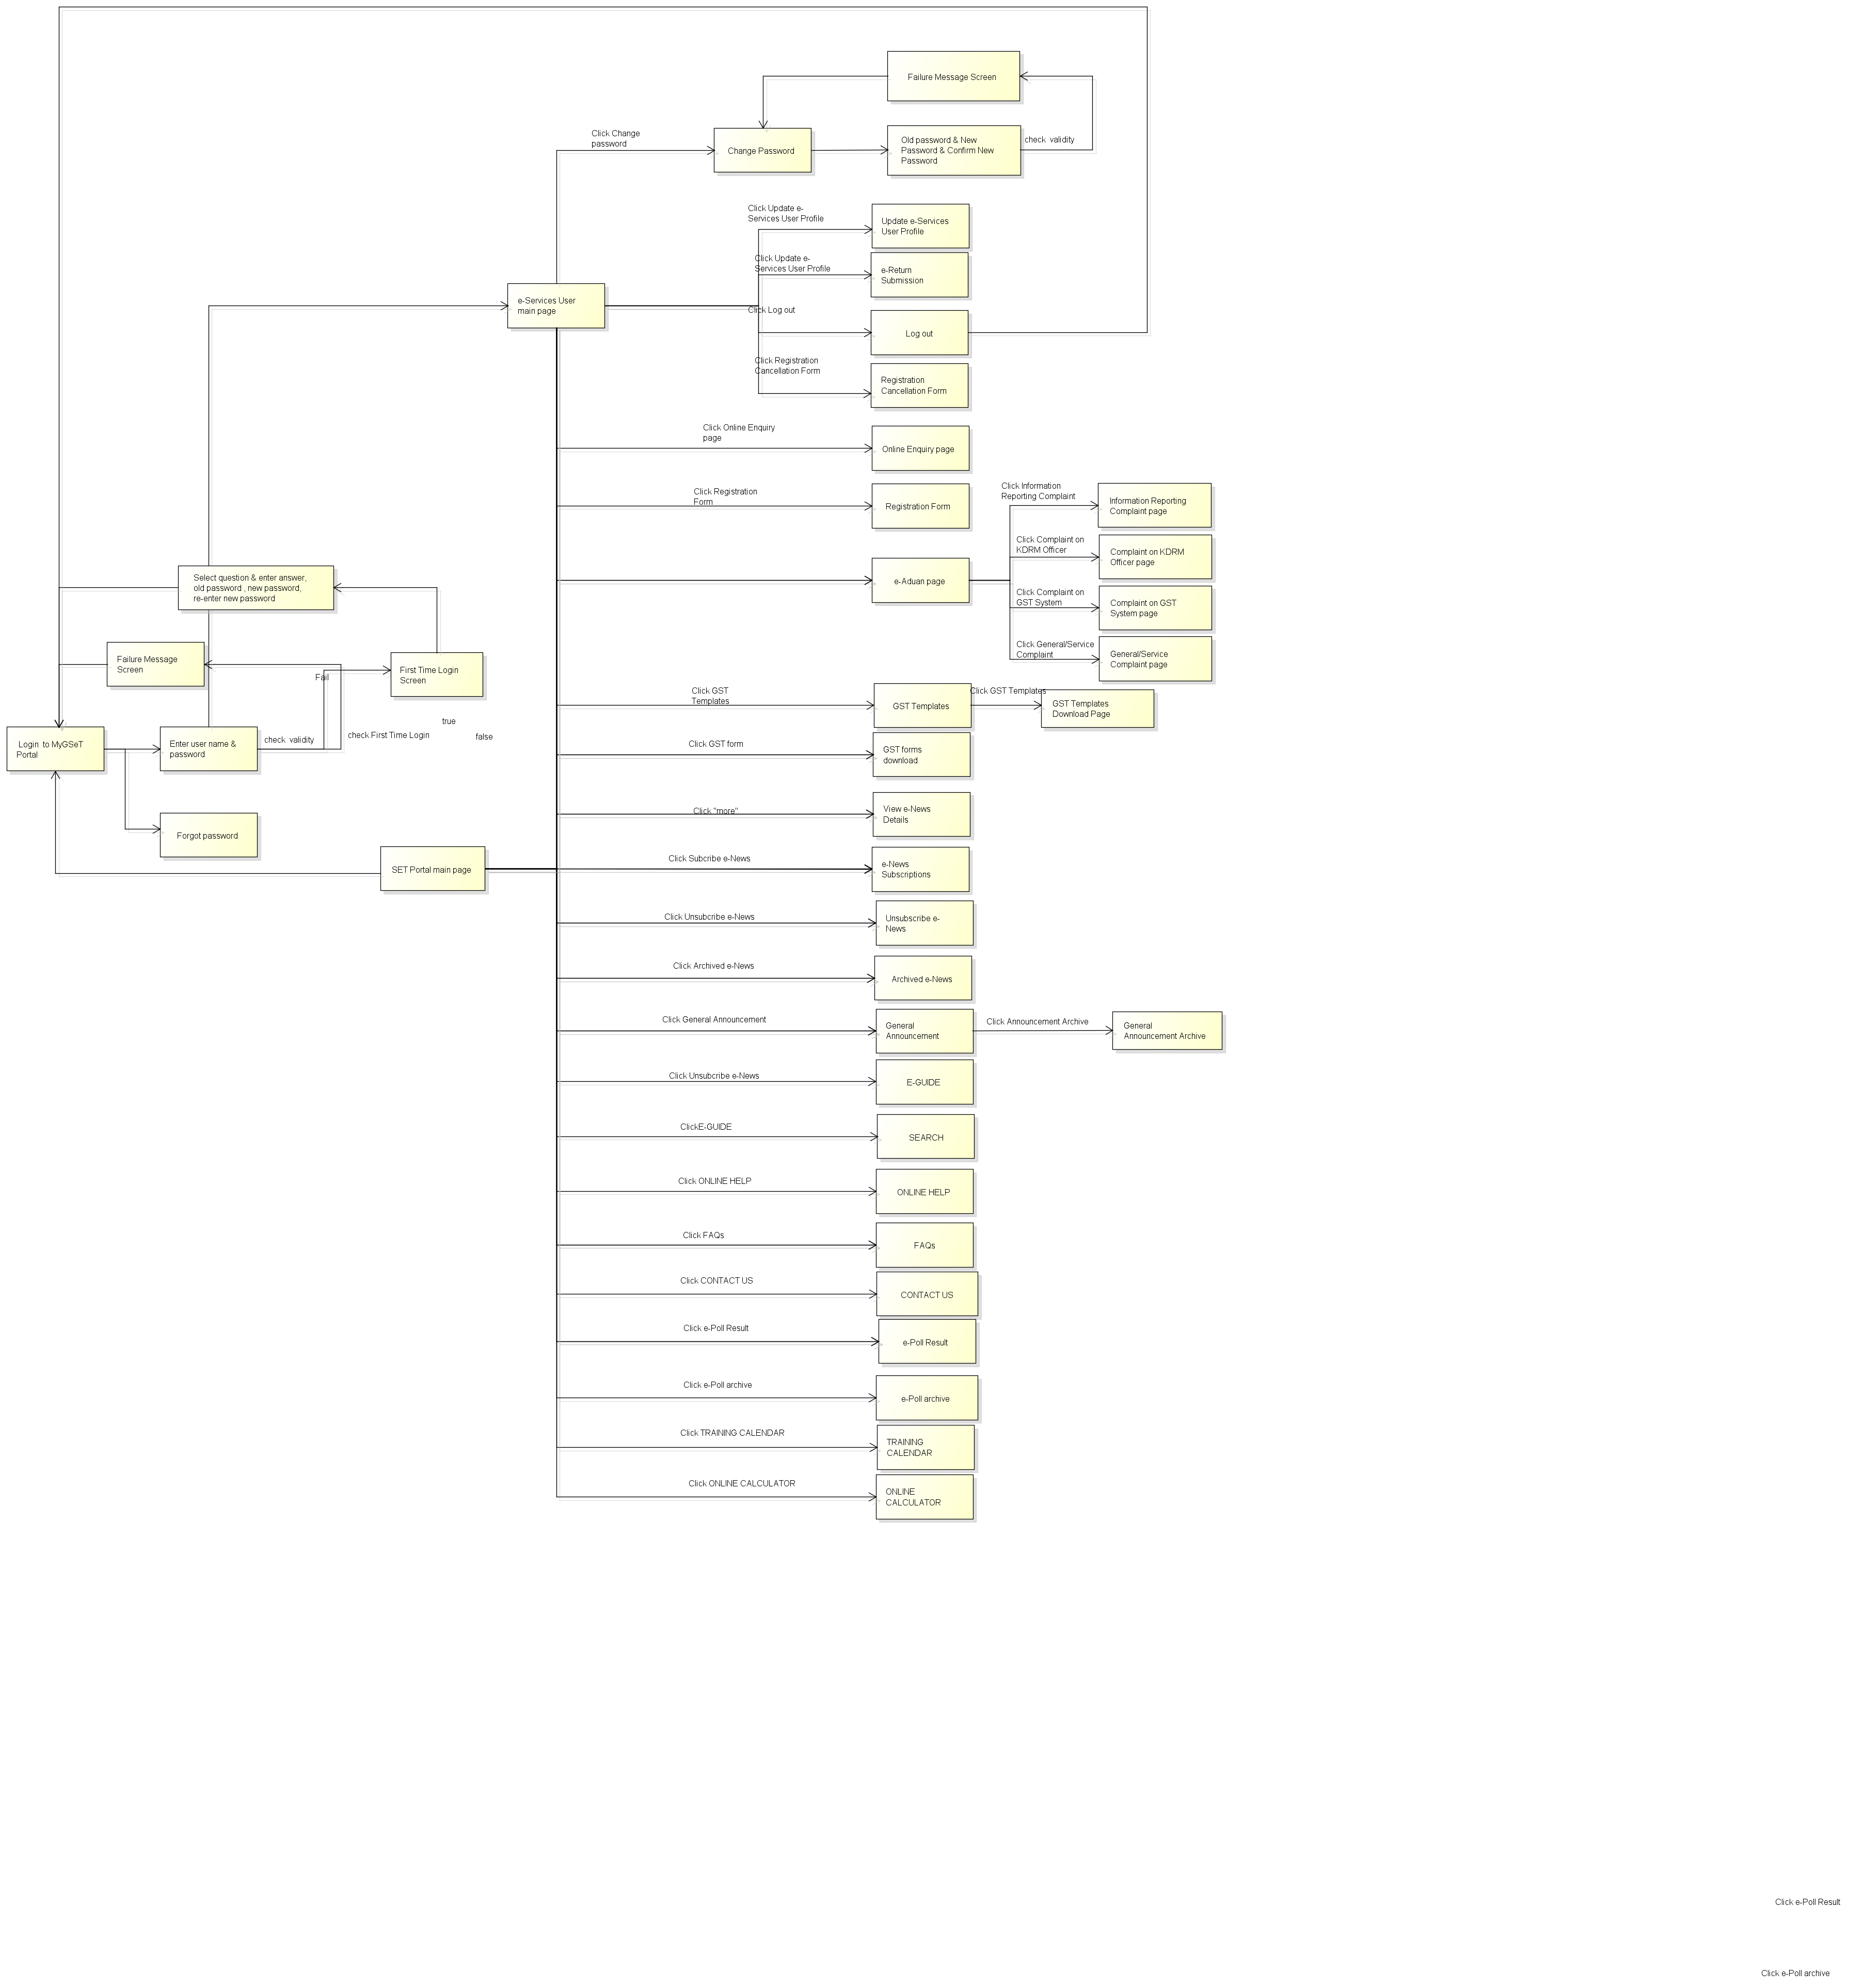 Failure Message Screen
Click Change
password
Change Password
Old password & New
Password & Confirm New
Password
check  validity
Click Update e-
Services User Profile
Update e-Services
User Profile
Click Update e-
Services User Profile
e-Return
Submission
e-Services User
main page
Click Log out
Log out
Click Registration
Cancellation Form
Registration
Cancellation Form
Click Online Enquiry
page
Online Enquiry page
Click Registration
Form
Registration Form
Click Information
Reporting Complaint
Information Reporting
Complaint page
Click Complaint on
KDRM Officer
Complaint on KDRM
Officer page
e-Aduan page
Click Complaint on
GST System
Complaint on GST
System page
Click General/Service
Complaint
General/Service
Complaint page
Select question & enter answer,
old password , new password,
re-enter new password
Failure Message
Screen
Fail
First Time Login
Screen
true
false
Login  to MyGSeT
Portal
Enter user name &
password
check  validity
check First Time Login
Forgot password
SET Portal main page
Click GST
Templates
GST Templates
Click GST Templates
GST Templates
Download Page
Click GST form
GST forms
download
Click "more"
View e-News
Details
Click Subcribe e-News
e-News
Subscriptions
Click Unsubcribe e-News
Unsubscribe e-
News
Click Archived e-News
Archived e-News
Click General Announcement
General
Announcement
Click Announcement Archive
General
Announcement Archive
Click Unsubcribe e-News
E-GUIDE
ClickE-GUIDE
SEARCH
Click ONLINE HELP
ONLINE HELP
Click FAQs
FAQs
Click CONTACT US
CONTACT US
Click e-Poll Result
e-Poll Result
Click e-Poll archive
e-Poll archive
Click TRAINING CALENDAR
TRAINING
CALENDAR
Click ONLINE CALCULATOR
ONLINE
CALCULATOR
Click e-Poll Result
Click e-Poll archive